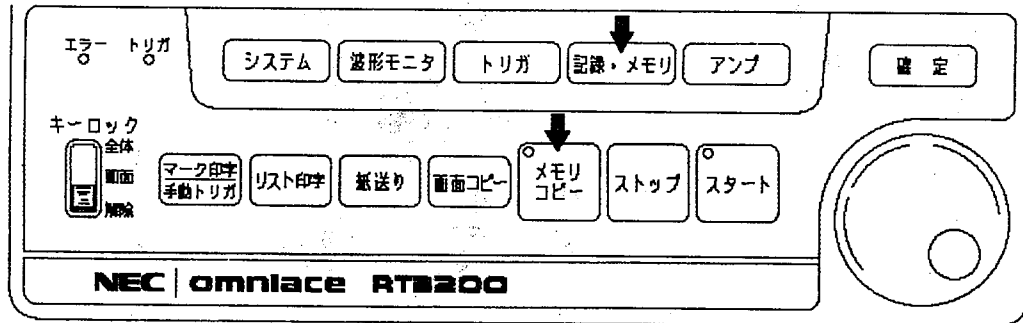 エラー トリガ
システム 波形モニタ トリガ 記録・メモリ アンプ 確 定
キーロック
全体
画面
解除
マーク印字
手動トリガ
リスト印字 紙送り 画面コピー
メモリ
コピー
ストップ スタート
NEC omniace RT3200